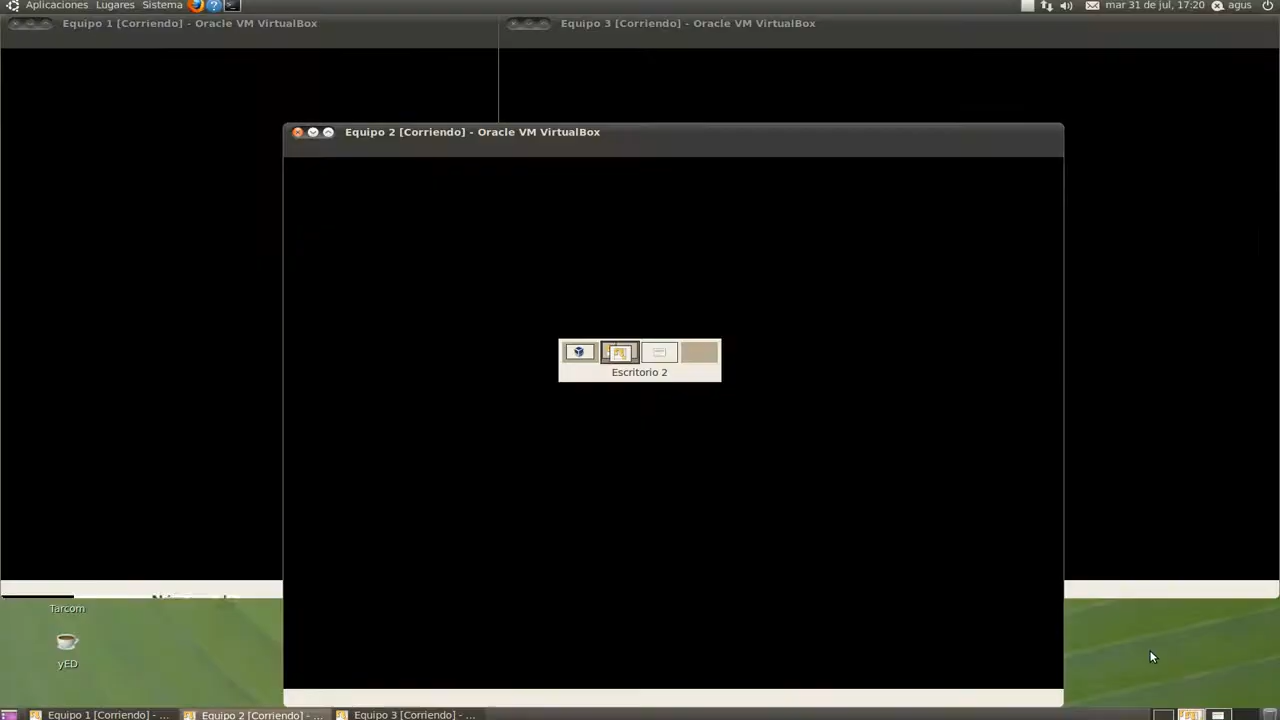 Aplicaciones Lugares Sistema
mar 31 de jul, 17:20 agus
Equipo 1 [Corriendo] - Oracle VM VirtualBox
Equipo 3 [Corriendo] - Oracle VM VirtualBox
Equipo 2 [Corriendo] - Oracle VM VirtualBox
Escritorio 2
Tarcom
yED
Equipo 1 [Corriendo] - ...
Equipo 2 [Corriendo] - ...
Equipo 3 [Corriendo] - ...